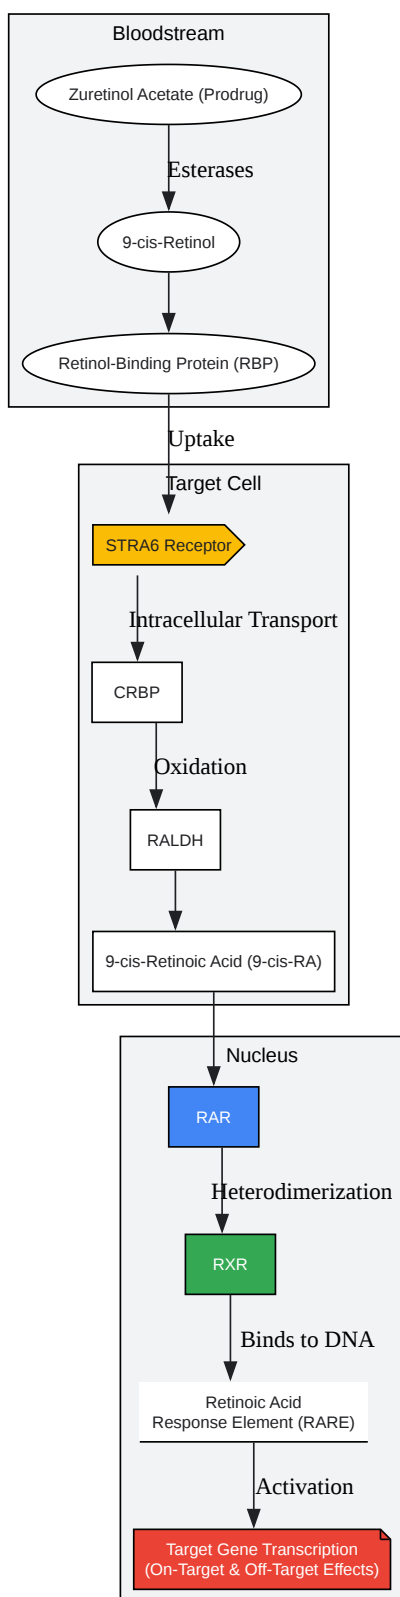 Bloodstream
Zuretinol Acetate (Prodrug)
Esterases
9-cis-Retinol
Retinol-Binding Protein (RBP)
Uptake
Target Cell
STRA6 Receptor
Intracellular Transport
CRBP
Oxidation
RALDH
9-cis-Retinoic Acid (9-cis-RA)
Nucleus
RAR
Heterodimerization
RXR
Binds to DNA
Retinoic Acid
Response Element (RARE)
Activation
Target Gene Transcription
(On-Target & Off-Target Effects)